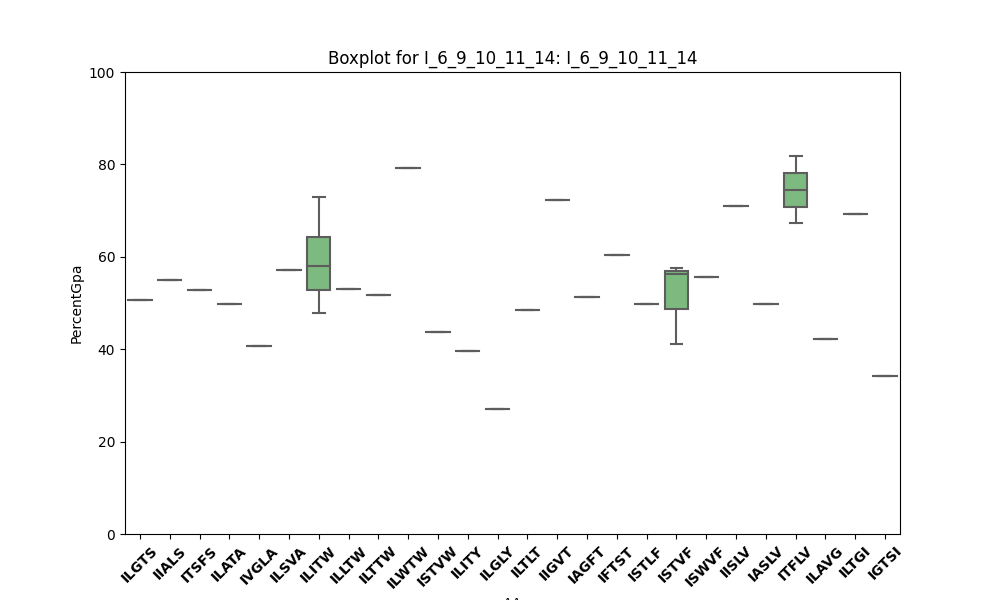 Boxplot for I_6_9_10_11_14: I_6_9_10_11_14
100
80
60
40
20
0
PercentGpa
ILGTS
IIALS
ITSFS
ILATA
IVGLA
ILSVA
ILITW
ILLTW
ILTTW
ILWTW
ISTVW
ILITY
ILGLY
ILTLT
IIGVT
IAGFT
IFTST
ISTLF
ISTVF
ISWVF
IISLV
IASLV
ITFLV
ILAVG
ILTGI
IGTSI